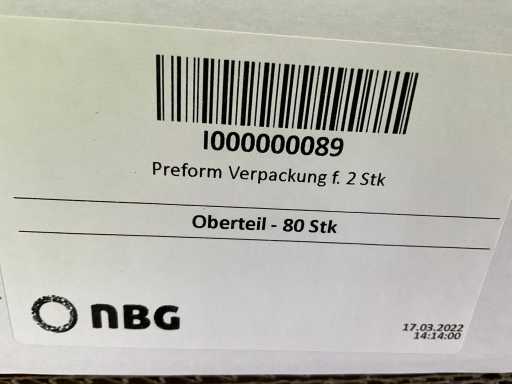 I000000089
Preform Verpackung f. 2 Stk
Oberteil - 80 Stk
NBG
17.03.2022
14:14:00